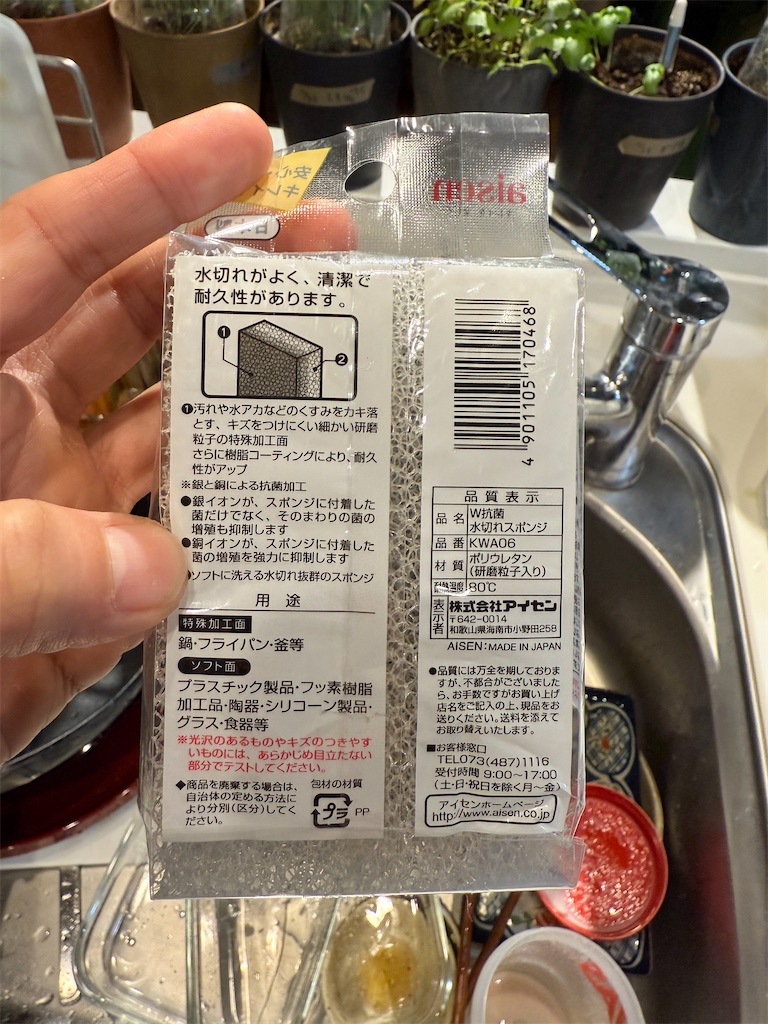 安心
キレイ
aisen
日本製
水切れがよく、清潔で
耐久性があります。
❶
❷
❶汚れや水アカなどのくすみをカキ落
とす、キズをつけにくい細かい研磨
粒子の特殊加工面
さらに樹脂コーティングにより、耐久
性がアップ
※銀と銅による抗菌加工
●銀イオンが、スポンジに付着した
菌だけでなく、そのまわりの菌の
増殖も抑制します
●銅イオンが、スポンジに付着した
菌の増殖を強力に抑制します
❷ソフトに洗える水切れ抜群のスポンジ
用途
特殊加工面
鍋・フライパン・釜等
ソフト面
プラスチック製品・フッ素樹脂
加工品・陶器・シリコーン製品・
グラス・食器等
※光沢のあるものやキズのつきやす
いものには、あらかじめ目立たない
部分でテストしてください。
◆商品を廃棄する場合は、
自治体の定める方法に
より分別(区分)してく
ださい。
包材の材質
プラ PP
4 901105 170468
品質表示
品名 W抗菌
水切れスポンジ
品番 KWA06
材質 ポリウレタン
(研磨粒子入り)
耐熱温度 80℃
表示者 株式会社アイセン
〒642-0014
和歌山県海南市小野田258
AiSEN:MADE IN JAPAN
●品質には万全を期しておりま
すが、不都合がございました
ら、お手数ですがお買い上げ
店名をご記入の上、現品をお
送りください。送料を添えて
お取り替えいたします。
■お客様窓口
TEL073(487)1116
受付時間 9:00〜17:00
(土・日・祝日を除く月〜金)
アイセンホームページ
http://www.aisen.co.jp